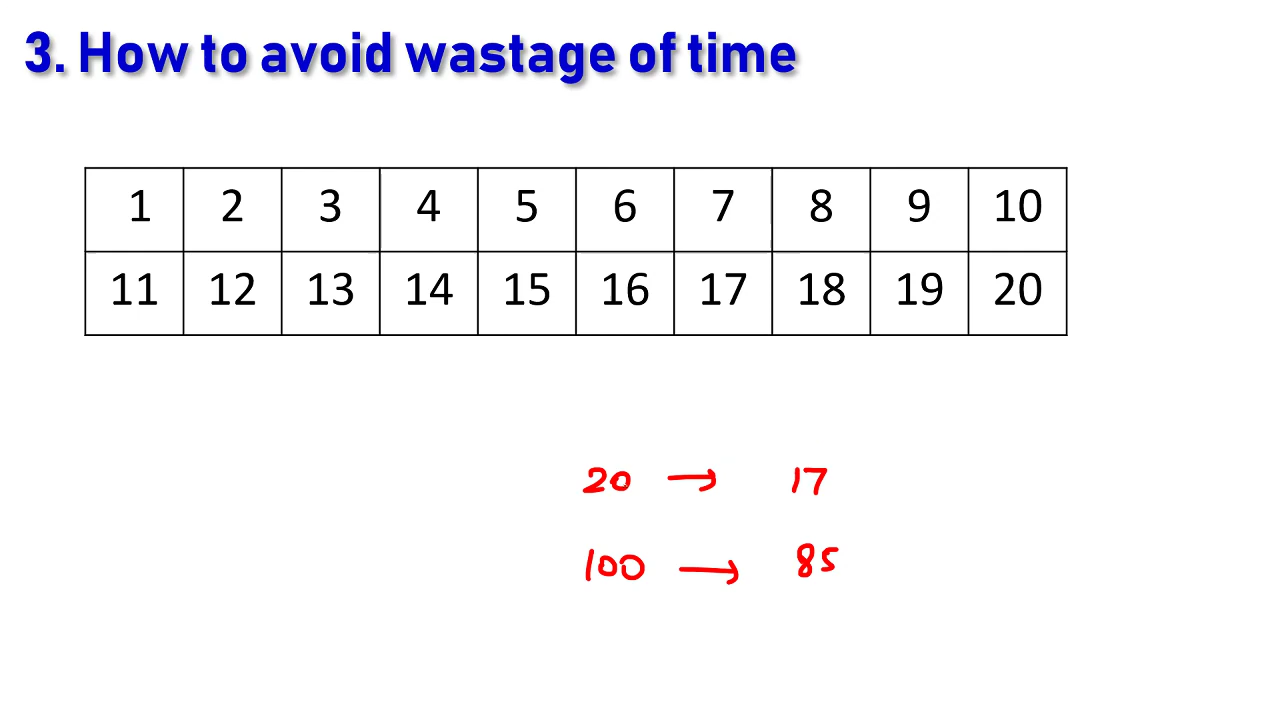 3. How to avoid wastage of time
1 2 3 4 5 6 7 8 9 10
11 12 13 14 15 16 17 18 19 20
20 → 17
100 → 85